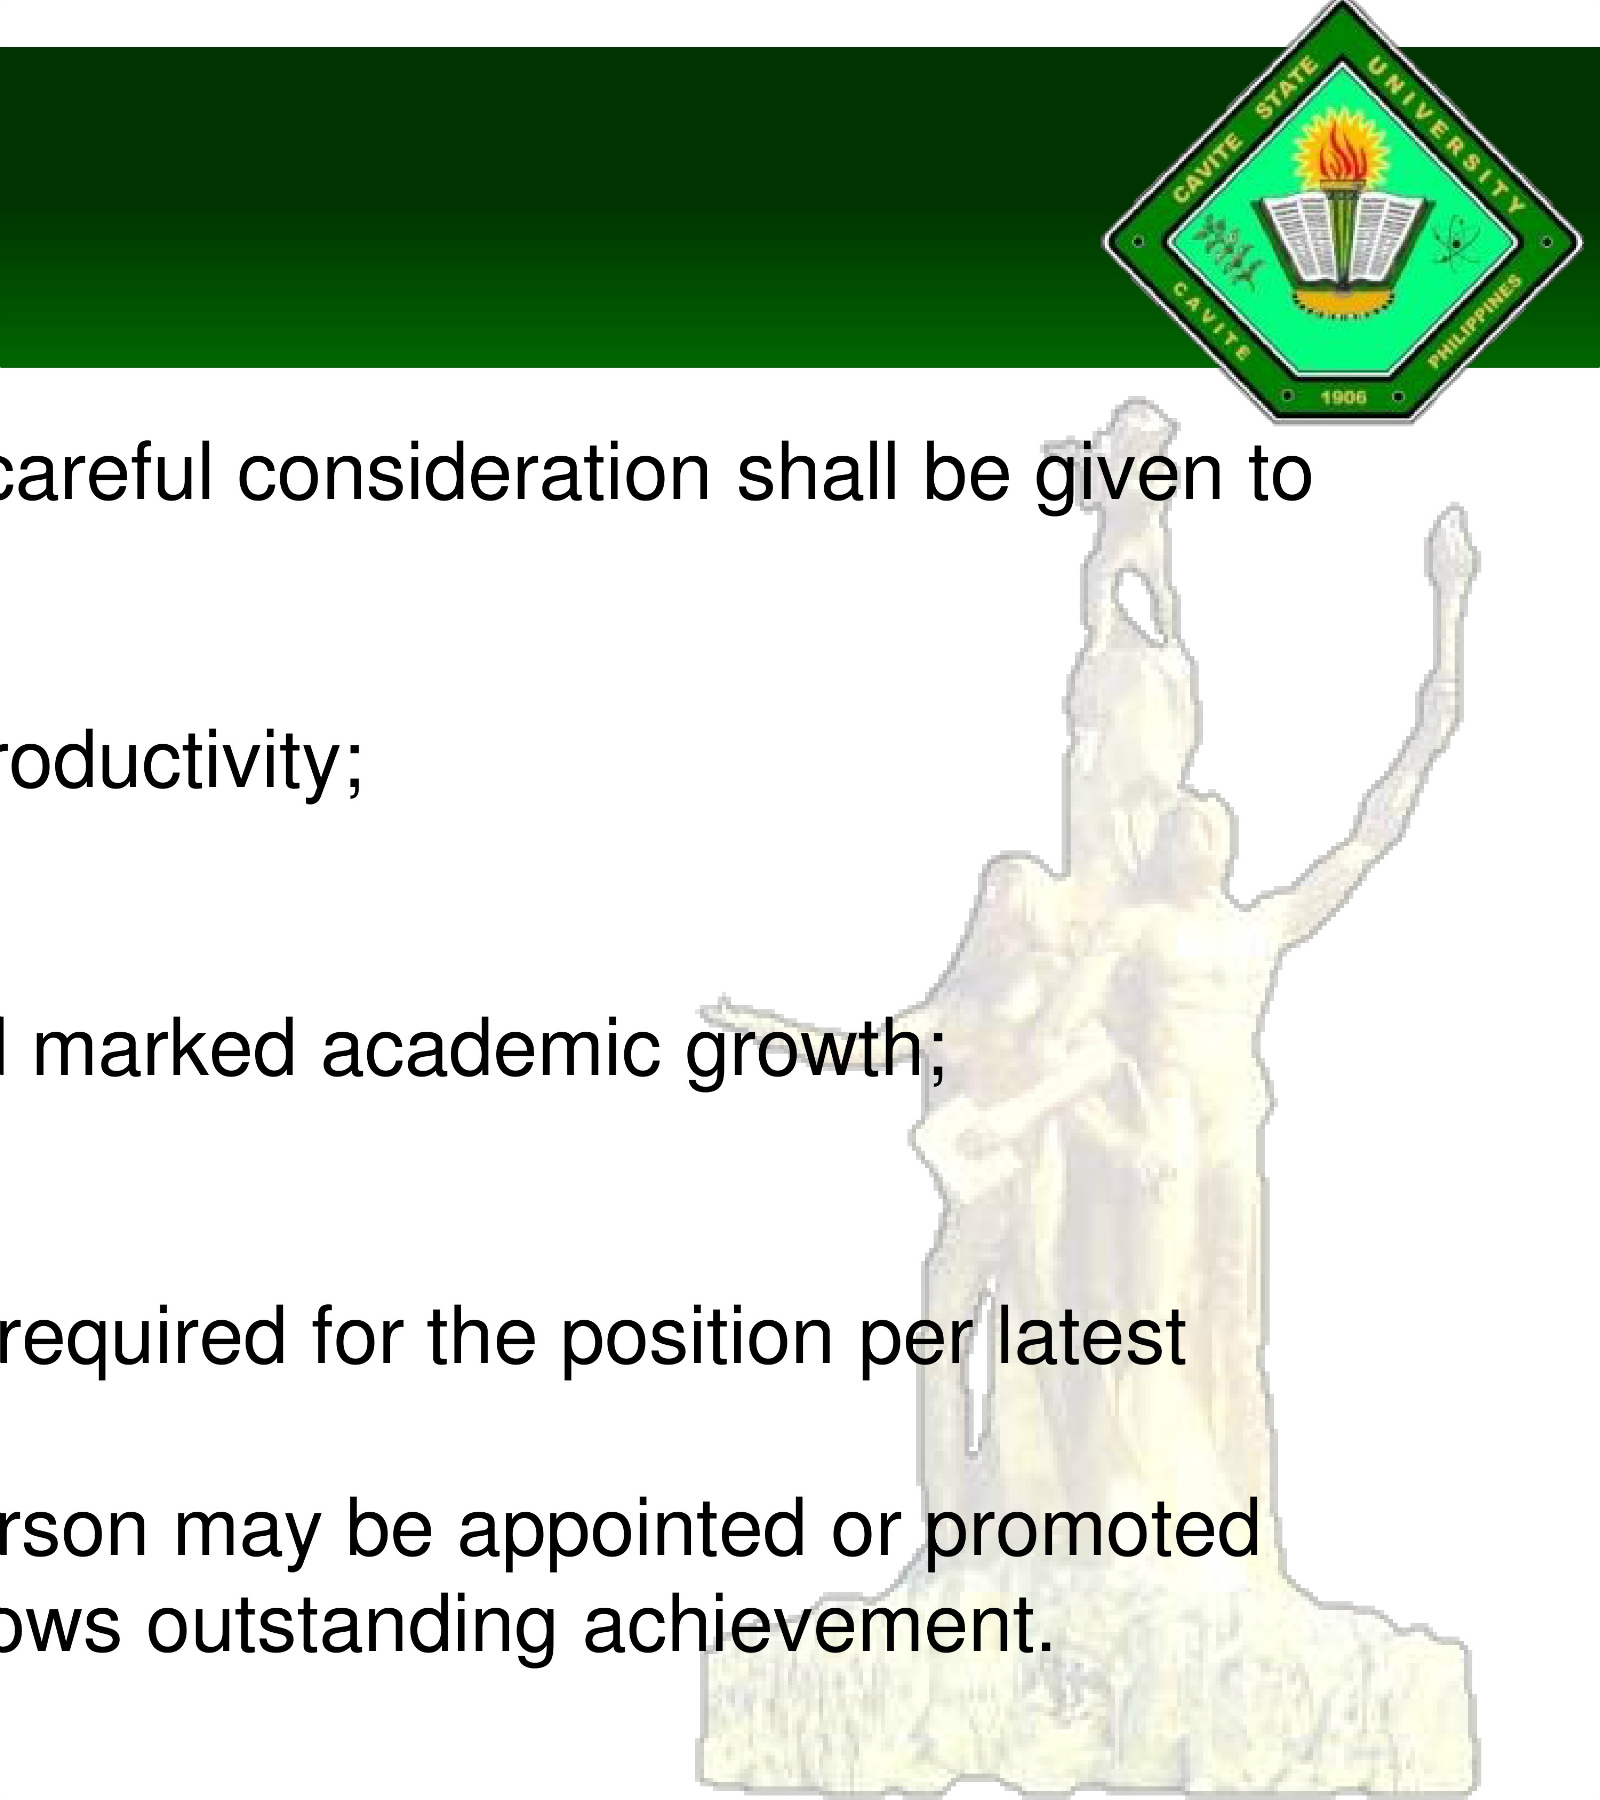 CAVITE STATE UNIVERSITY
CAVITE PHILIPPINES
1906
careful consideration shall be given to
roductivity;
marked academic growth;
required for the position per latest
rson may be appointed or promoted
ows outstanding achievement.